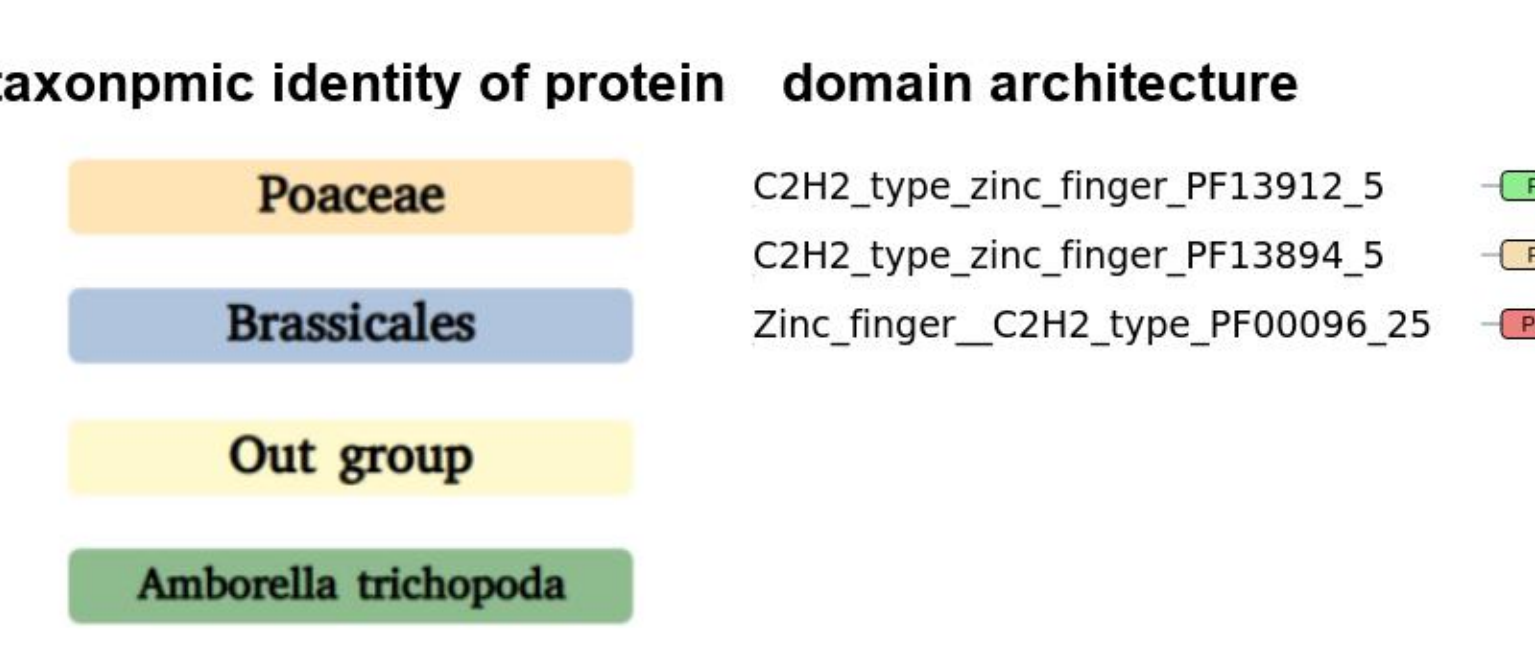 taxonpmic identity of protein
domain architecture
Poaceae
Brassicales
Out group
Amborella trichopoda
C2H2_type_zinc_finger_PF13912_5
C2H2_type_zinc_finger_PF13894_5
Zinc_finger__C2H2_type_PF00096_25